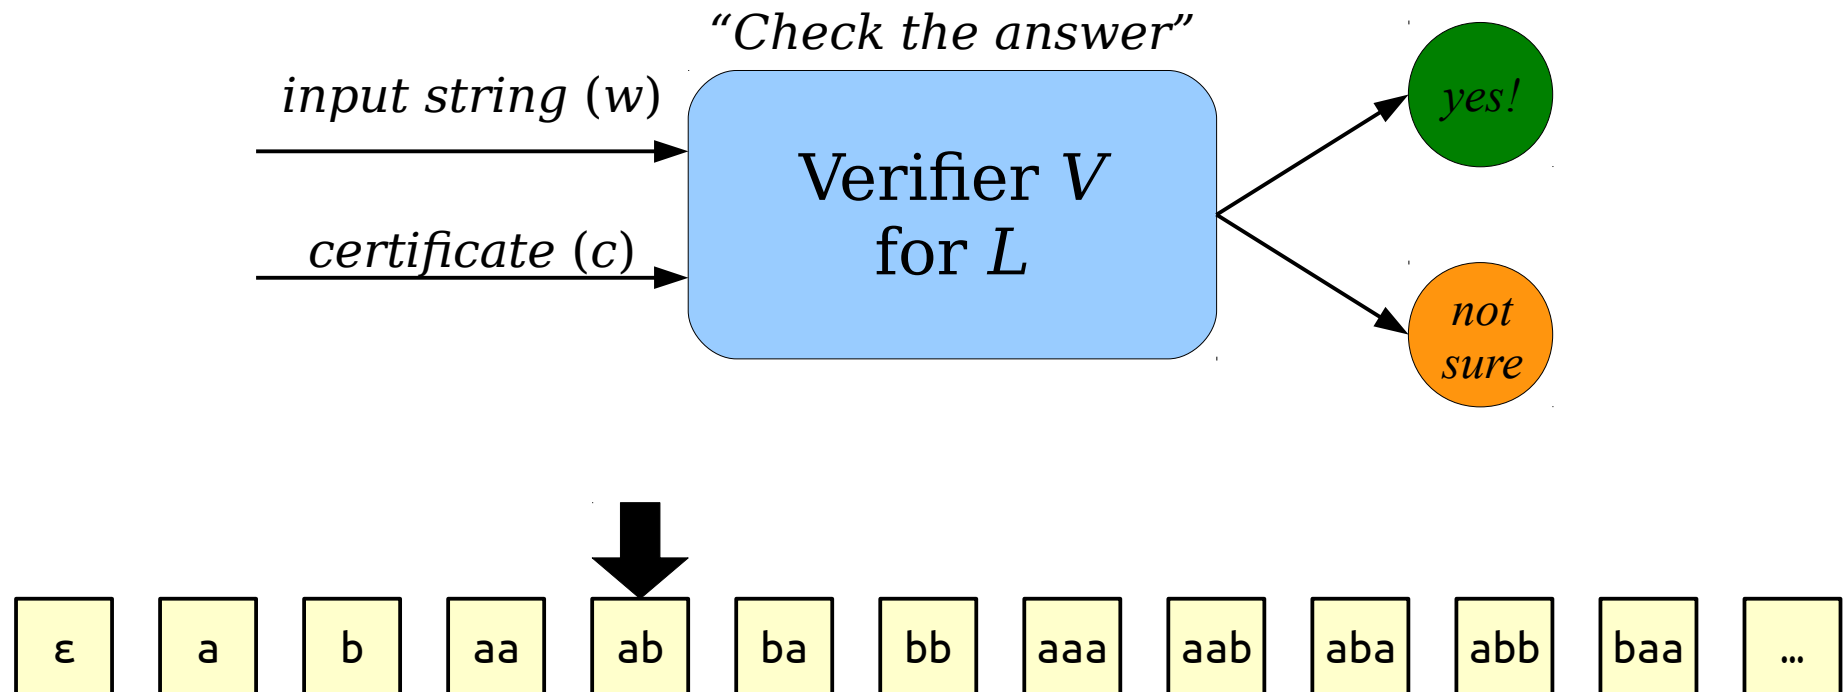 “Check the answer”
input string (w)
certificate (c)
Verifier V
for L
yes!
not
sure
ε a b aa ab ba bb aaa aab aba abb baa …